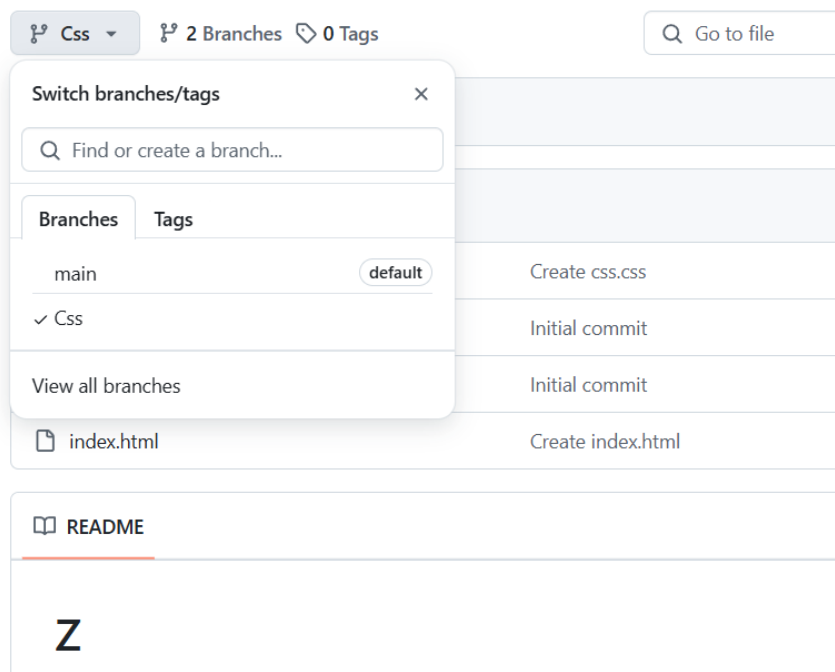 Css 2 Branches 0 Tags Go to file
Switch branches/tags
Find or create a branch...
Branches Tags
main default
Create css.css
Css
Initial commit
View all branches
Initial commit
index.html Create index.html
README
Z